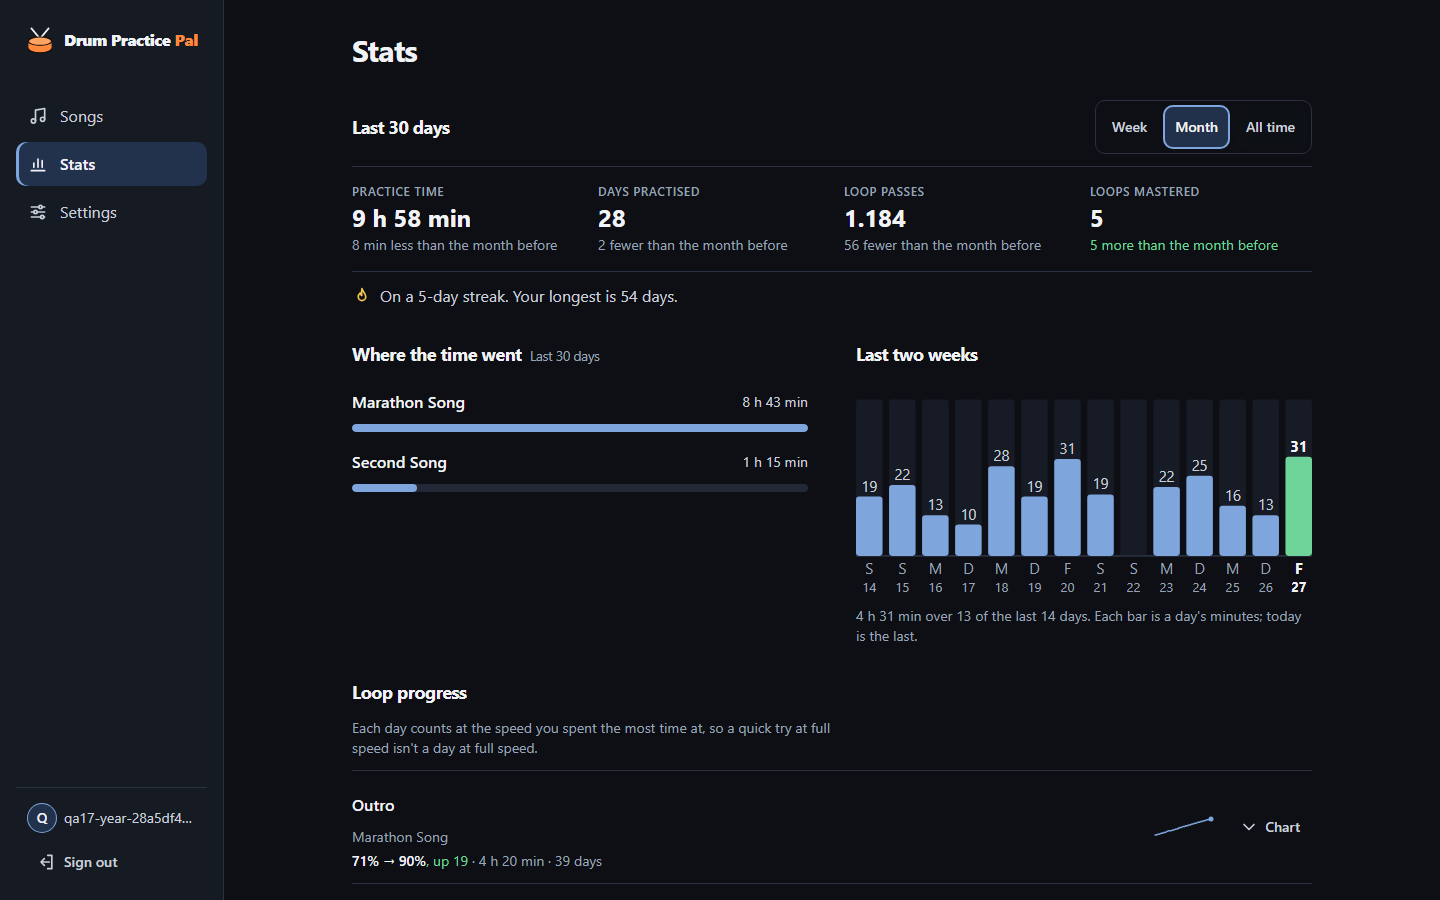 Drum Practice Pal
Songs
Stats
Settings
Stats
Last 30 days
Week Month All time
PRACTICE TIME
9 h 58 min
8 min less than the month before
DAYS PRACTISED
28
2 fewer than the month before
LOOP PASSES
1.184
56 fewer than the month before
LOOPS MASTERED
5
5 more than the month before
On a 5-day streak. Your longest is 54 days.
Where the time went Last 30 days
Marathon Song 8 h 43 min
Second Song 1 h 15 min
Last two weeks
19 22 13 10 28 19 31 19 22 25 16 13 31
S S M D M D F S S M D M D F
14 15 16 17 18 19 20 21 22 23 24 25 26 27
4 h 31 min over 13 of the last 14 days. Each bar is a day's minutes; today
is the last.
Loop progress
Each day counts at the speed you spent the most time at, so a quick try at full
speed isn't a day at full speed.
Outro
Marathon Song
71% → 90%, up 19 · 4 h 20 min · 39 days
Chart
Q qa17-year-28a5df4...
Sign out